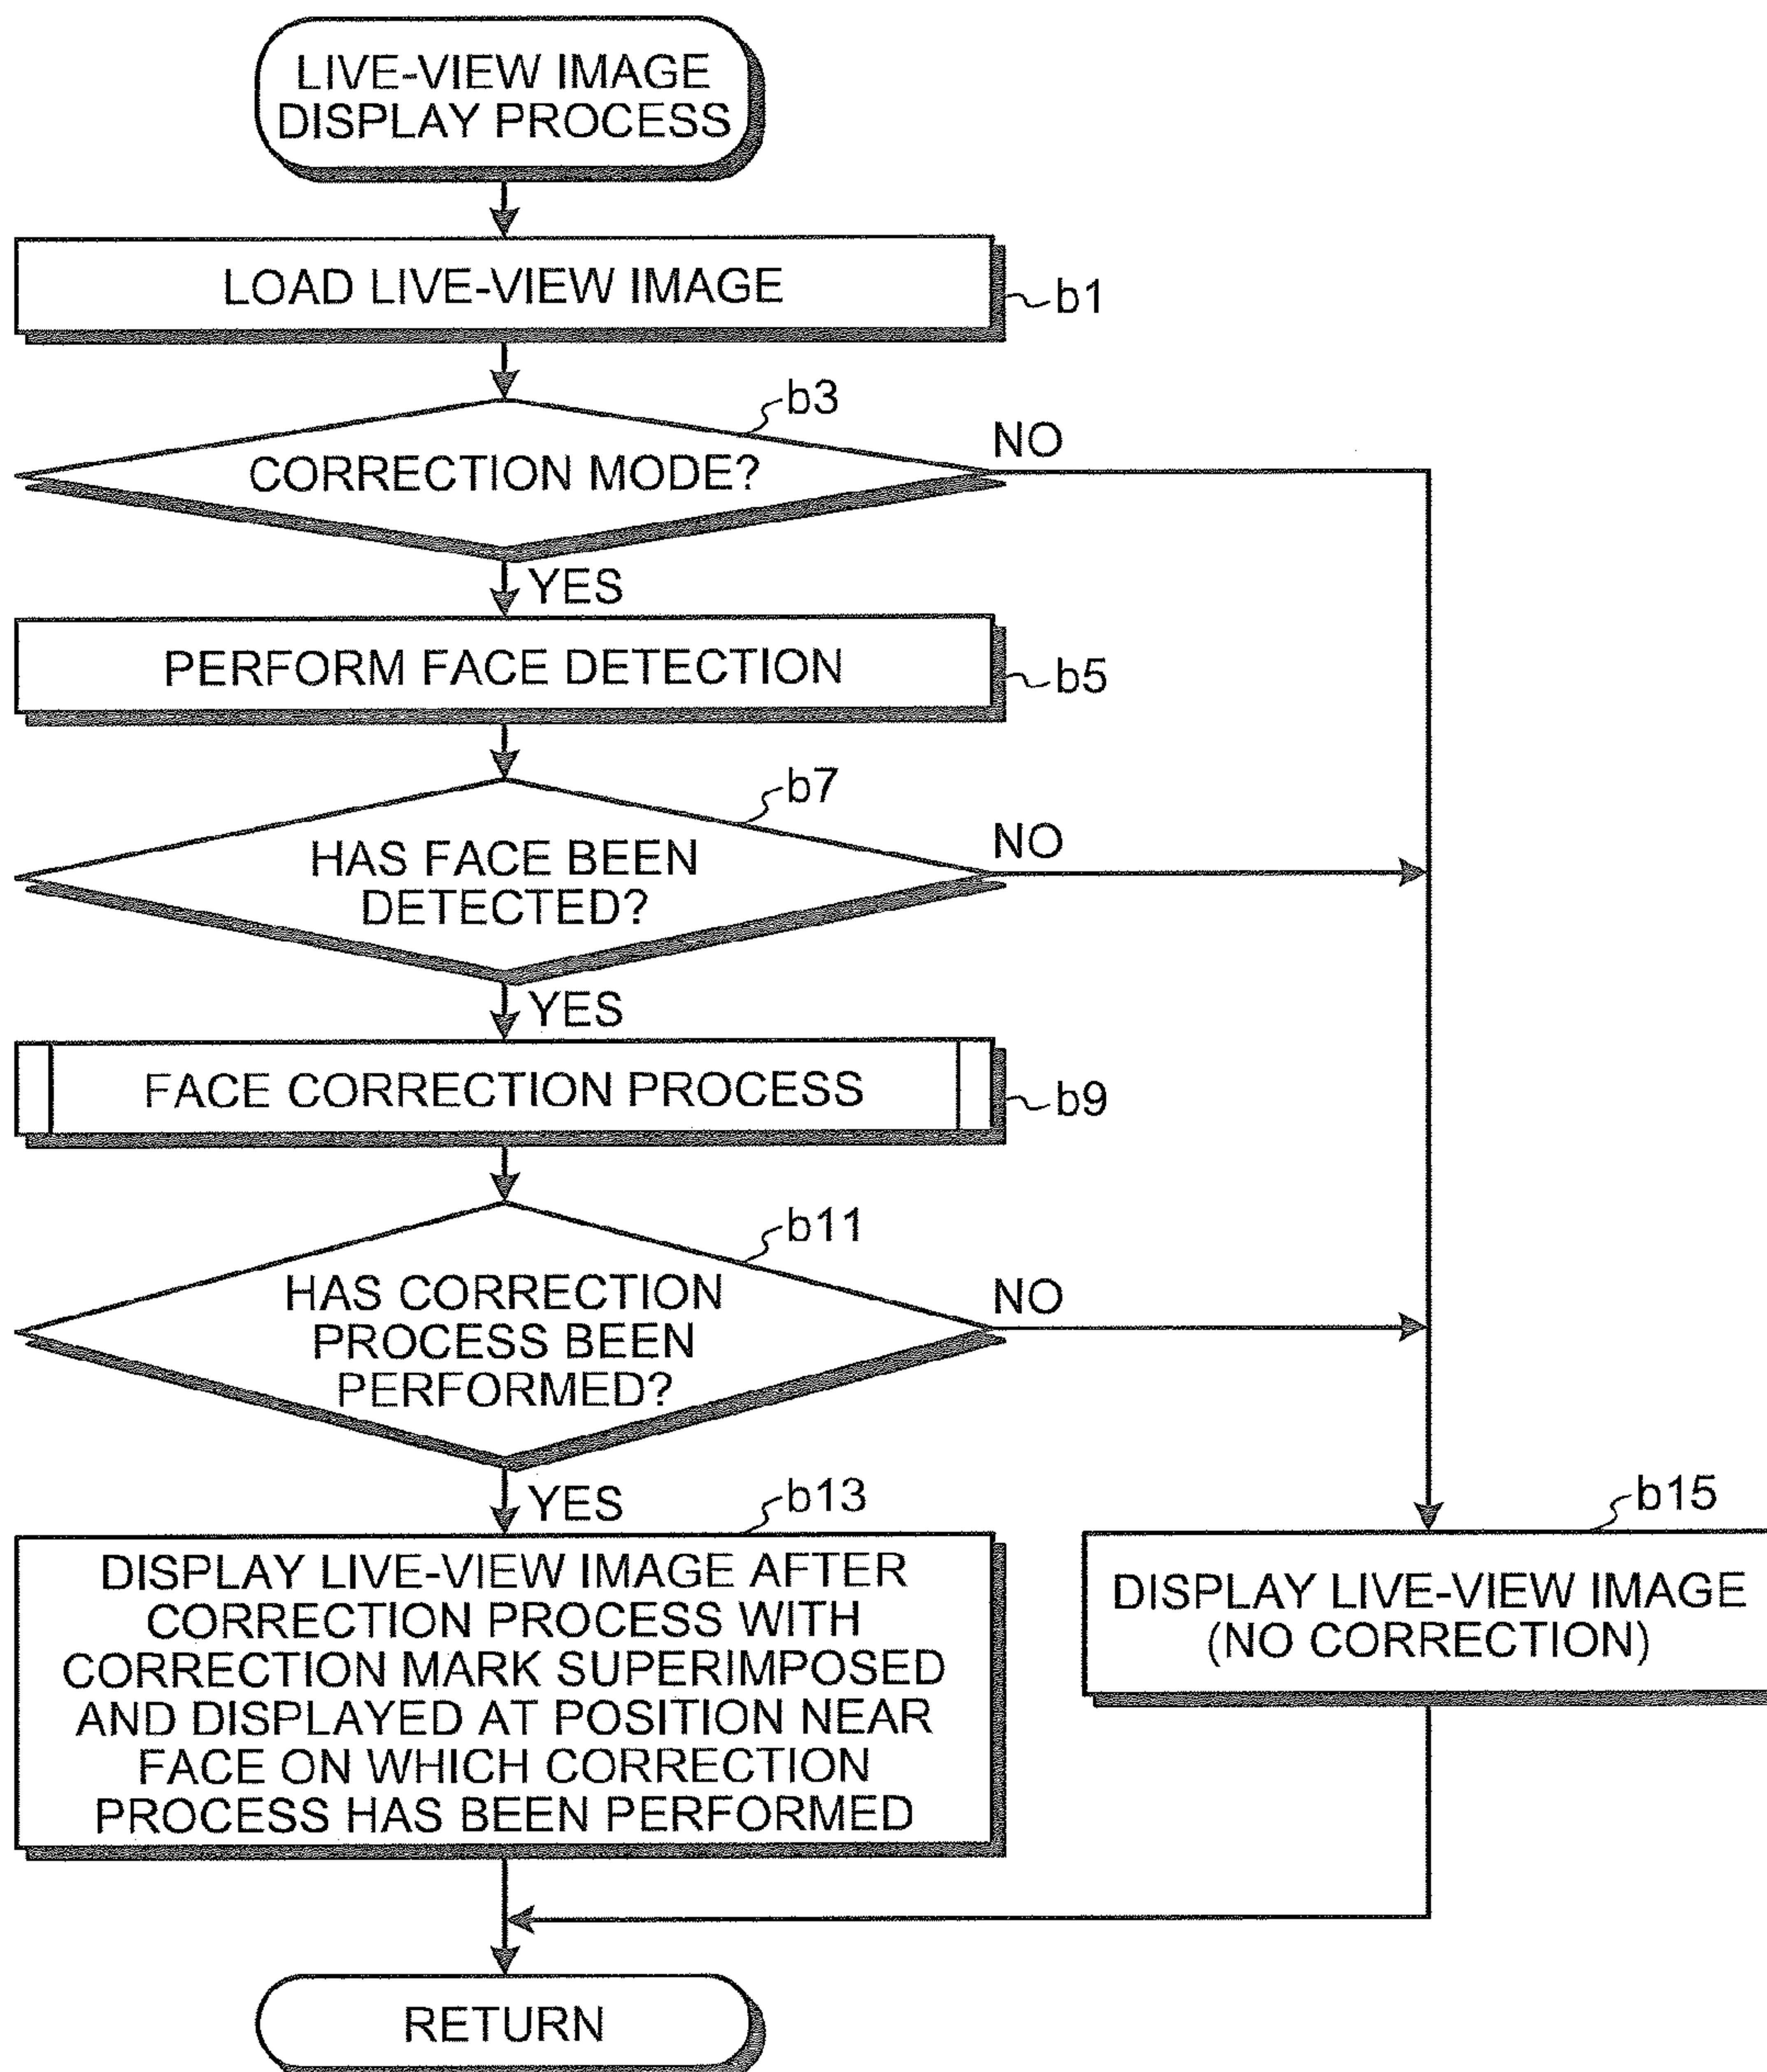 LIVE-VIEW IMAGE
DISPLAY PROCESS
LOAD LIVE-VIEW IMAGE
b1
b3
CORRECTION MODE?
NO
YES
PERFORM FACE DETECTION
b5
b7
HAS FACE BEEN
DETECTED?
NO
YES
FACE CORRECTION PROCESS
b9
b11
HAS CORRECTION
PROCESS BEEN
PERFORMED?
NO
YES
b13
DISPLAY LIVE-VIEW IMAGE AFTER
CORRECTION PROCESS WITH
CORRECTION MARK SUPERIMPOSED
AND DISPLAYED AT POSITION NEAR
FACE ON WHICH CORRECTION
PROCESS HAS BEEN PERFORMED
b15
DISPLAY LIVE-VIEW IMAGE
(NO CORRECTION)
RETURN